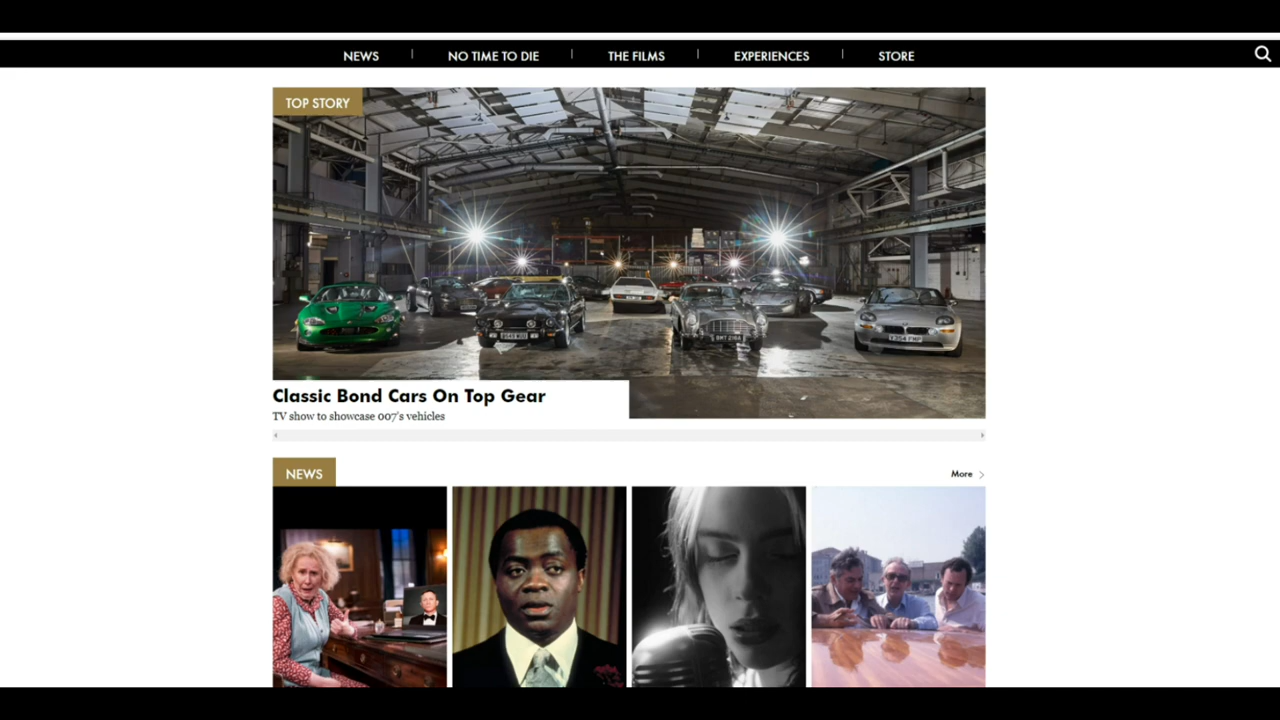 NEWS
NO TIME TO DIE
THE FILMS
EXPERIENCES
STORE
TOP STORY
Classic Bond Cars On Top Gear
TV show to showcase 007's vehicles
NEWS
More